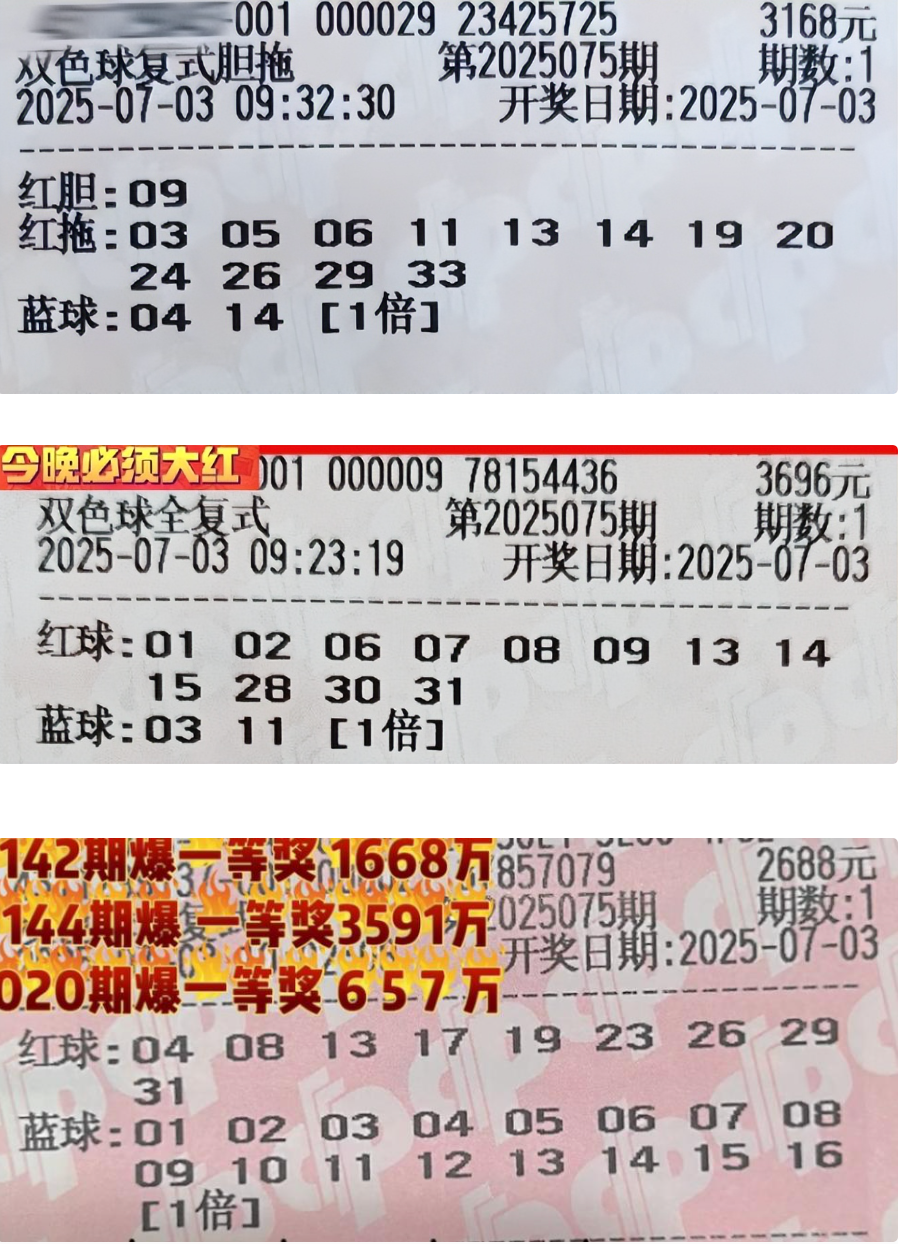 001 000029 23425725 3168元
双色球复式胆拖 第2025075期 期数:1
2025-07-03 09:32:30 开奖日期:2025-07-03
红胆:09
红拖:03 05 06 11 13 14 19 20
24 26 29 33
蓝球:04 14 [1倍]
今晚必须大红
001 000009 78154436 3696元
双色球全复式 第2025075期 期数:1
2025-07-03 09:23:19 开奖日期:2025-07-03
红球:01 02 06 07 08 09 13 14
15 28 30 31
蓝球:03 11 [1倍]
142期爆一等奖1668万
857079 2688元
144期爆一等奖3591万
2025075期 期数:1
020期爆一等奖657万
开奖日期:2025-07-03
红球:04 08 13 17 19 23 26 29
31
蓝球:01 02 03 04 05 06 07 08
09 10 11 12 13 14 15 16
[1倍]